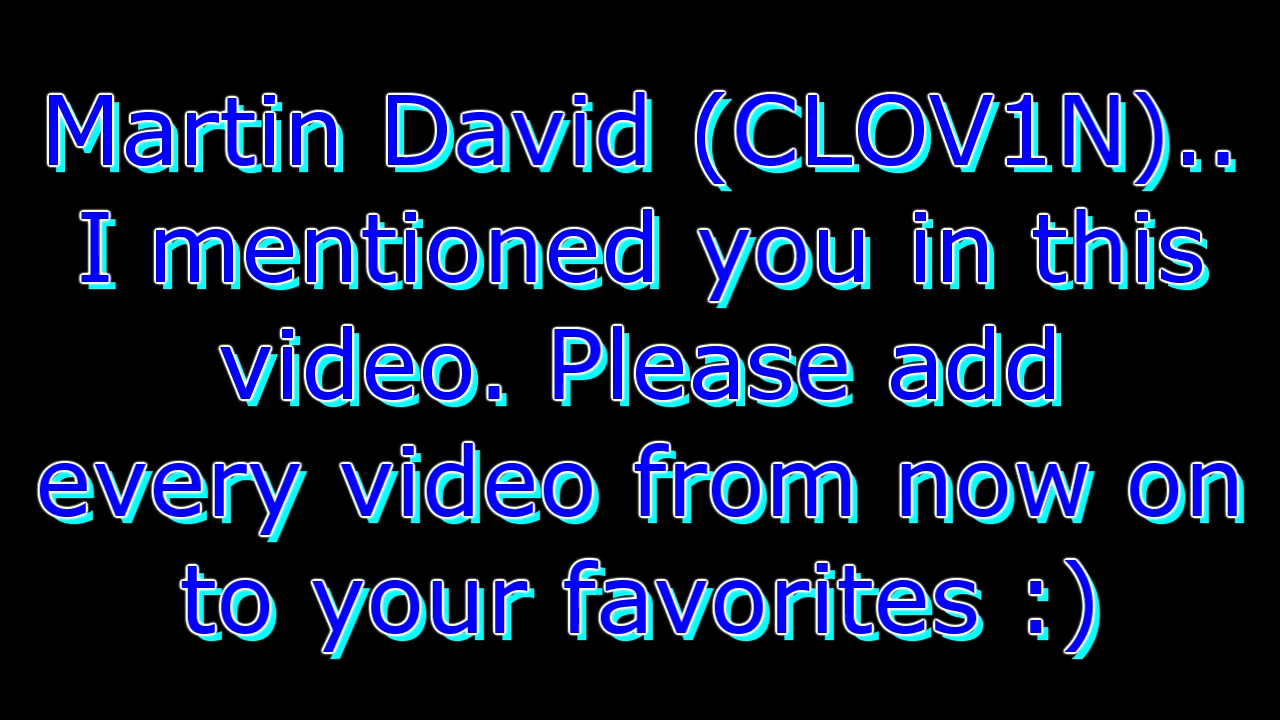 Martin David (CLOV1N)..
I mentioned you in this
video. Please add
every video from now on
to your favorites :)